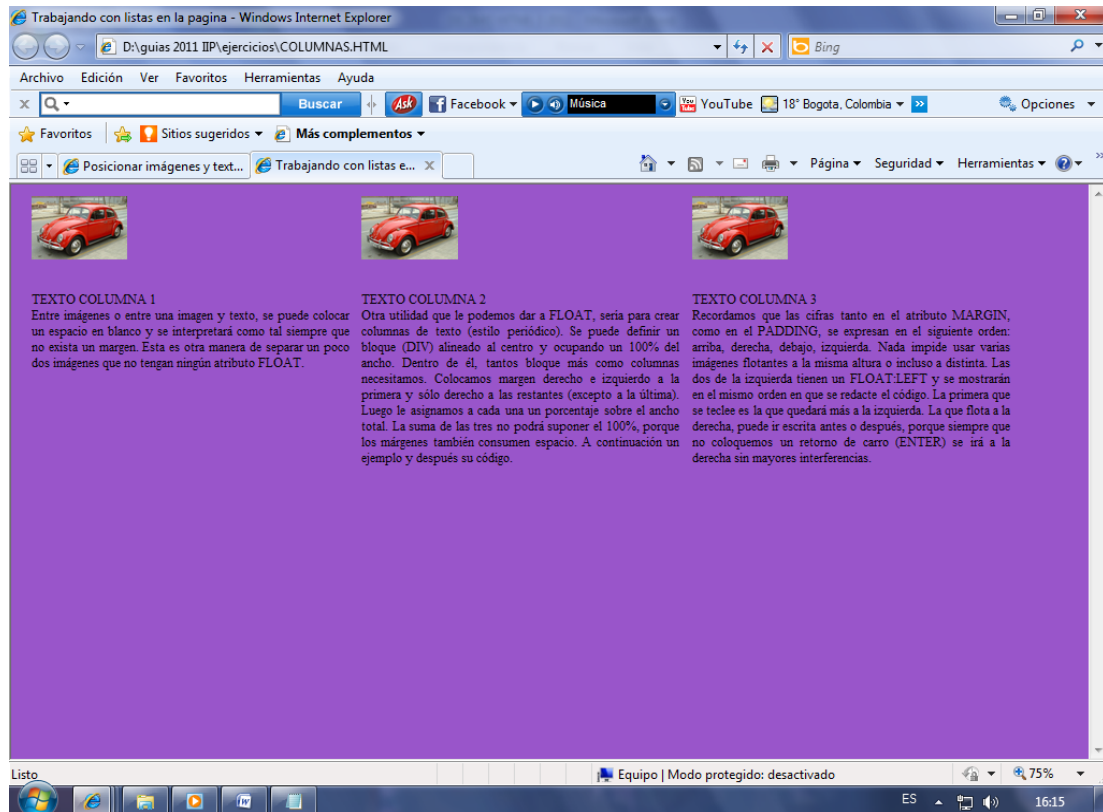 Trabajando con listas en la pagina - Windows Internet Explorer
D:\guias 2011 IIP\ejercicios\COLUMNAS.HTML
Bing
Archivo Edición Ver Favoritos Herramientas Ayuda
Buscar Ask Facebook Música You Tube YouTube 18° Bogota, Colombia Opciones
Favoritos Sitios sugeridos Más complementos
Posicionar imágenes y text... Trabajando con listas e... Página Seguridad Herramientas
TEXTO COLUMNA 1
Entre imágenes o entre una imagen y texto, se puede colocar
un espacio en blanco y se interpretará como tal siempre que
no exista un margen. Esta es otra manera de separar un poco
dos imágenes que no tengan ningún atributo FLOAT.
TEXTO COLUMNA 2
Otra utilidad que le podemos dar a FLOAT, sería para crear
columnas de texto (estilo periódico). Se puede definir un
bloque (DIV) alineado al centro y ocupando un 100% del
ancho. Dentro de él, tantos bloque más como columnas
necesitamos. Colocamos margen derecho e izquierdo a la
primera y sólo derecho a las restantes (excepto a la última).
Luego le asignamos a cada una un porcentaje sobre el ancho
total. La suma de las tres no podrá suponer el 100%, porque
los márgenes también consumen espacio. A continuación un
ejemplo y después su código.
TEXTO COLUMNA 3
Recordamos que las cifras tanto en el atributo MARGIN,
como en el PADDING, se expresan en el siguiente orden:
arriba, derecha, debajo, izquierda. Nada impide usar varias
imágenes flotantes a la misma altura o incluso a distinta. Las
dos de la izquierda tienen un FLOAT:LEFT y se mostrarán
en el mismo orden en que se redacte el código. La primera que
se teclee es la que quedará más a la izquierda. La que flota a la
derecha, puede ir escrita antes o después, porque siempre que
no coloquemos un retorno de carro (ENTER) se irá a la
derecha sin mayores interferencias.
Listo Equipo | Modo protegido: desactivado 75%
ES 16:15